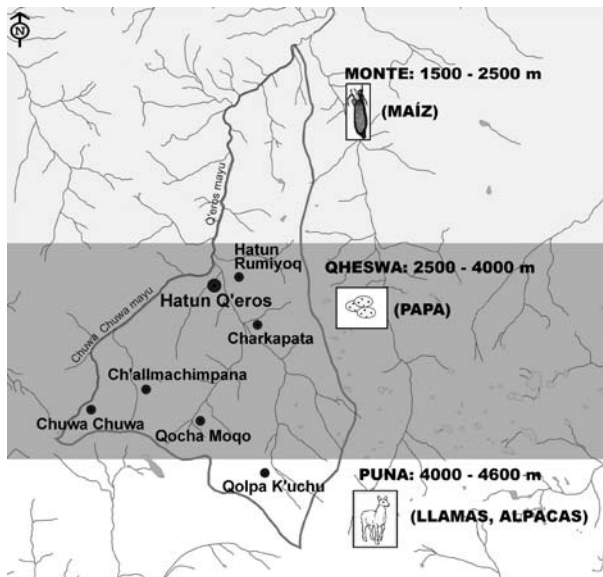 N
MONTE: 1500 - 2500 m
(MAÍZ)
Q'eros mayu
Hatun
Rumiyoq
QHESWA: 2500 - 4000 m
Hatun Q'eros
(PAPA)
Chuwa Chuwa mayu
Charkapata
Ch'allmachimpana
Chuwa Chuwa
Qocha Moqo
PUNA: 4000 - 4600 m
Qolpa K'uchu
(LLAMAS, ALPACAS)